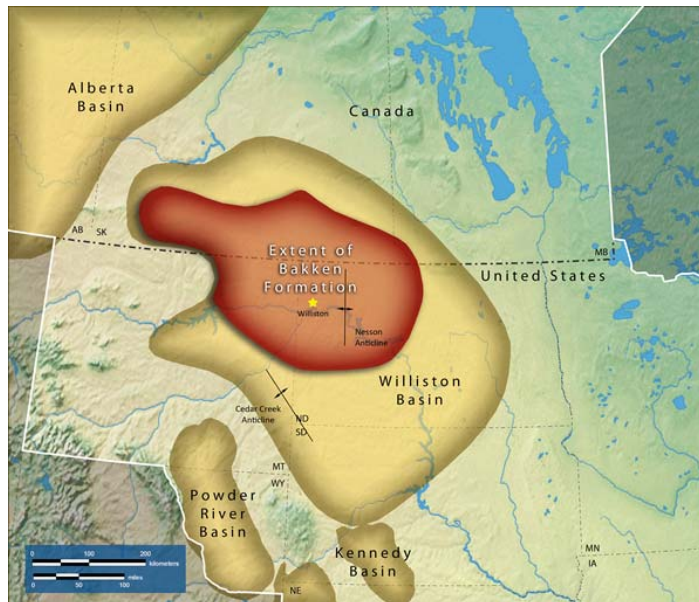 Alberta
Basin
Canada
AB
SK
MB
Extent of
Bakken
Formation
United States
Williston
Nesson
Anticline
Williston
Basin
Cedar Creek
Anticline
ND
SD
MT
WY
Powder
River
Basin
Kennedy
Basin
NE
MN
IA
0 100 200
kilometers
0 50 100
miles